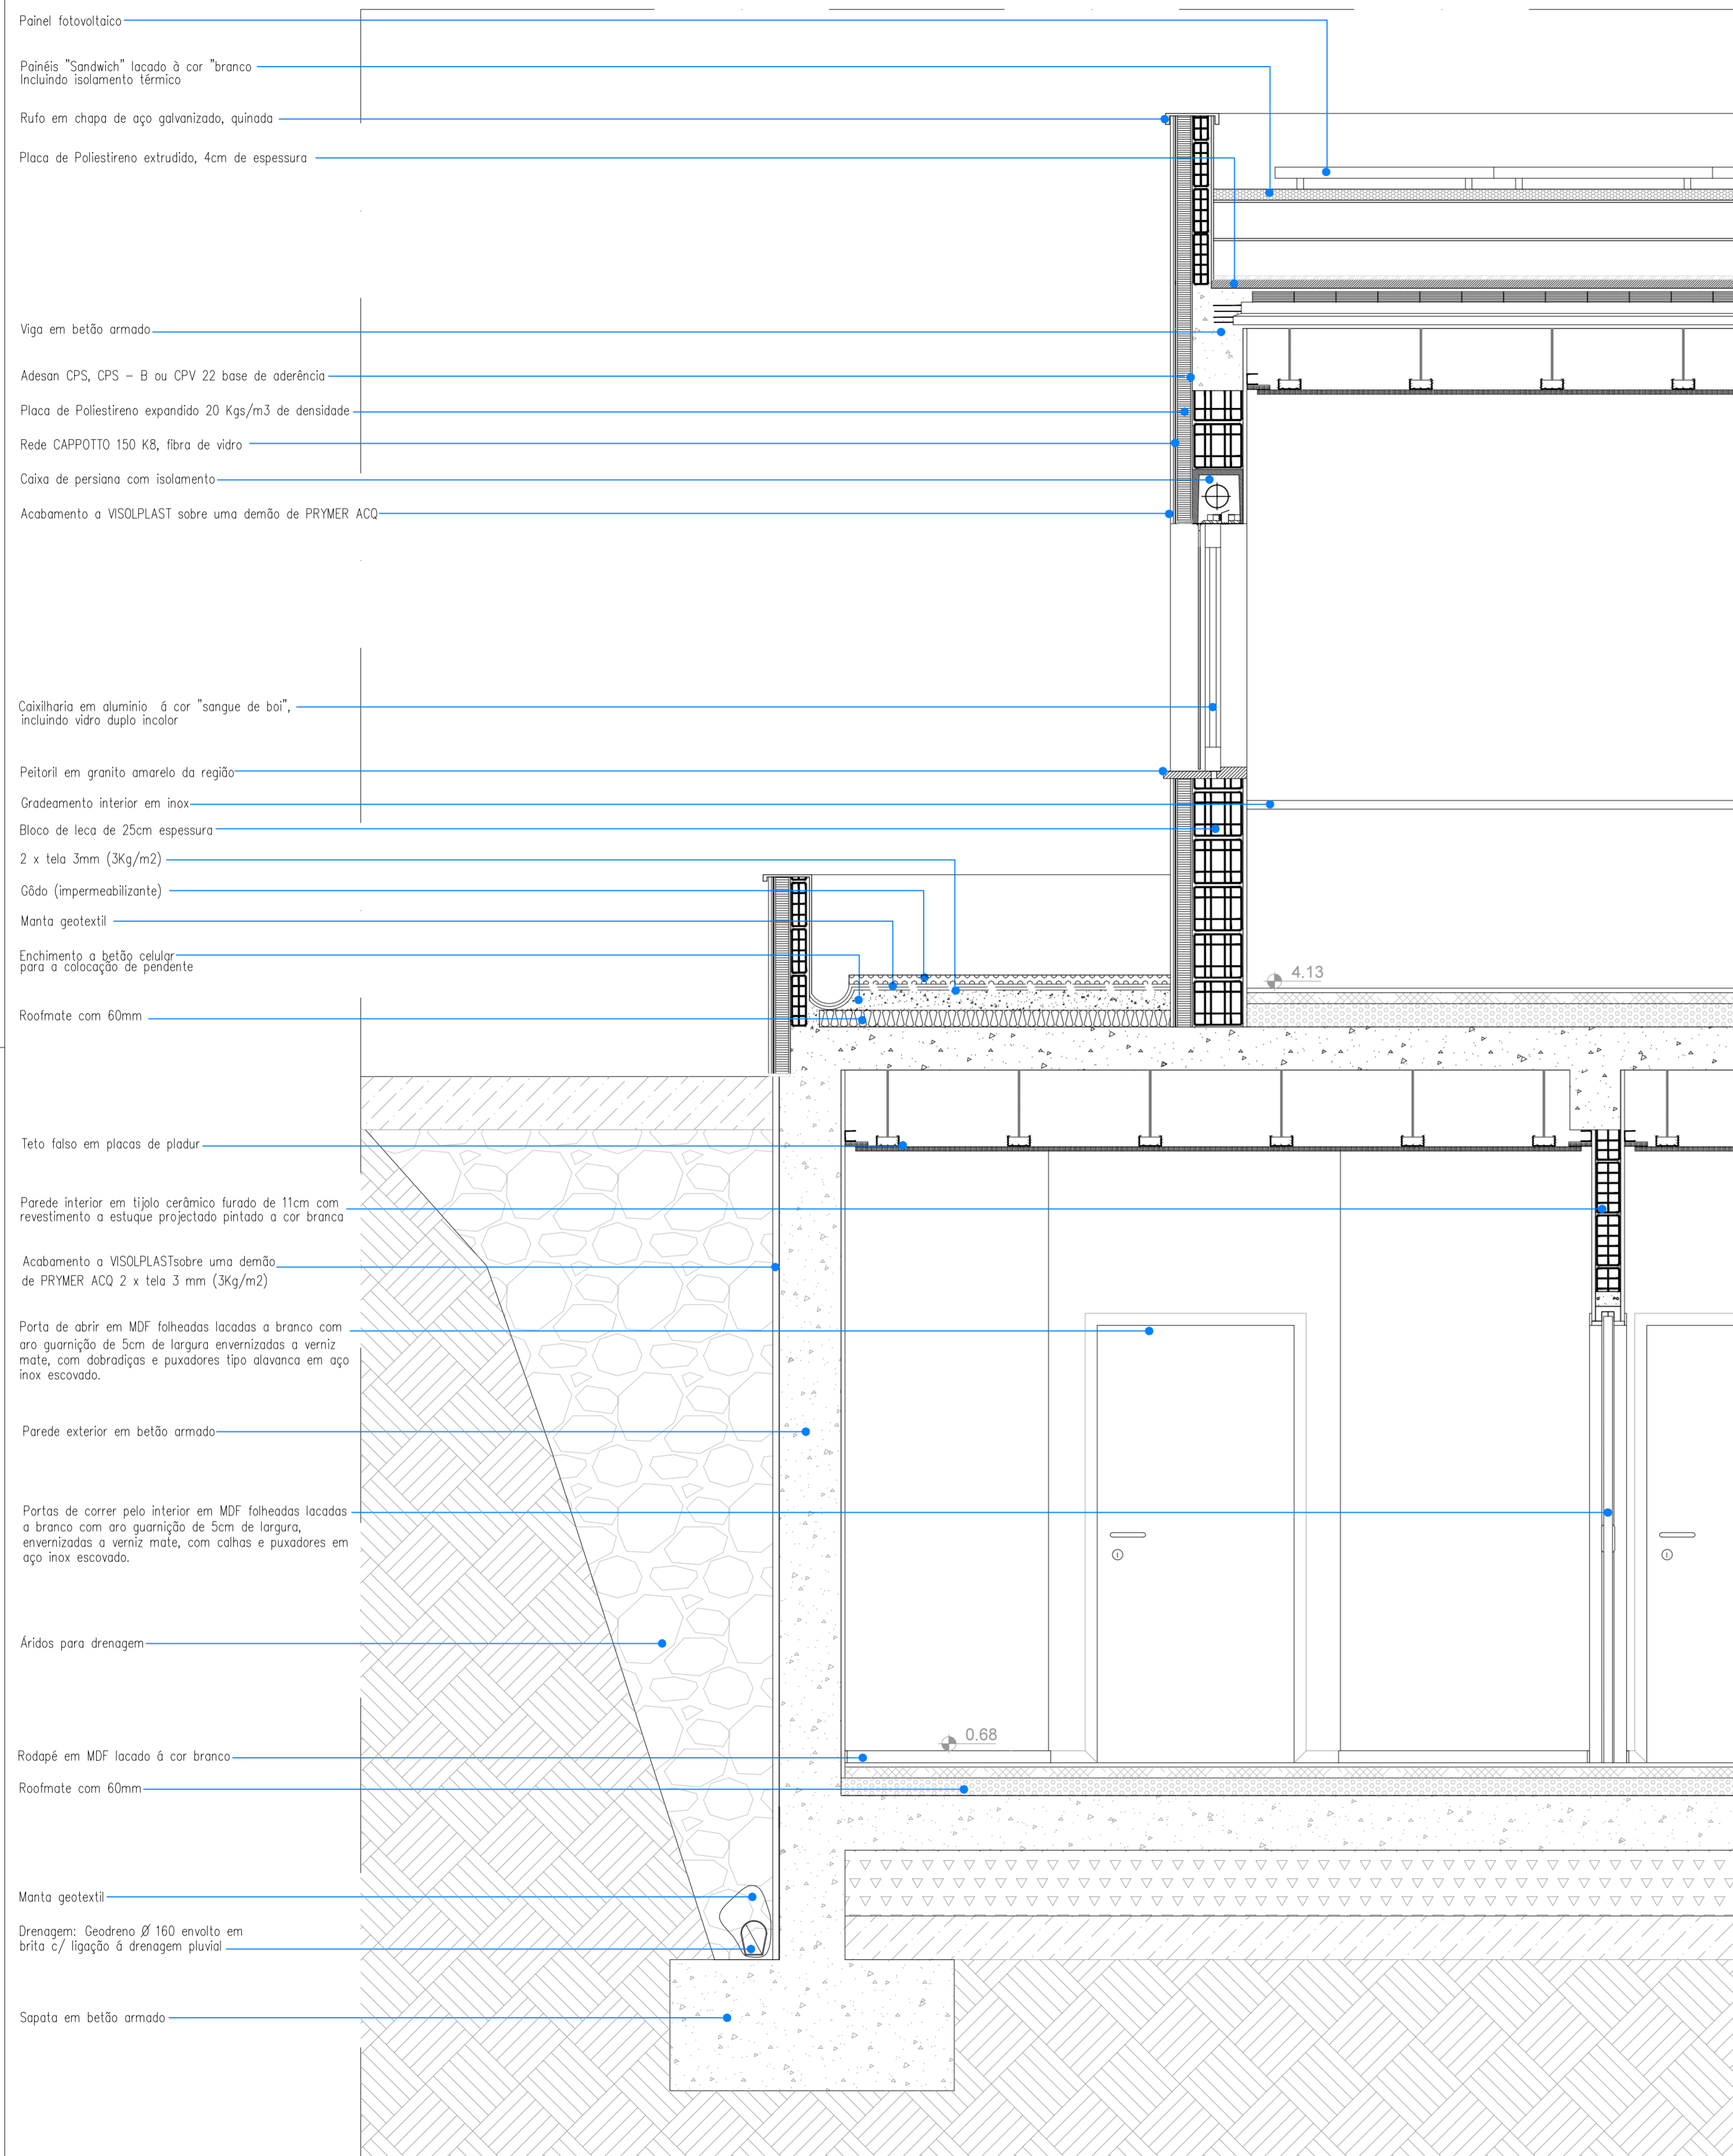 Painel fotovoltaico
Painéis "Sandwich" lacado à cor "branco
Incluindo isolamento térmico
Rufo em chapa de aço galvanizado, quinada
Placa de Poliestireno extrudido, 4cm de espessura
Viga em betão armado
Adesan CPS, CPS - B ou CPV 22 base de aderência
Placa de Poliestireno expandido 20 Kgs/m3 de densidade
Rede CAPPOTTO 150 K8, fibra de vidro
Caixa de persiana com isolamento
Acabamento a VISOLPLAST sobre uma demão de PRYMER ACQ
Caixilharia em aluminio á cor "sangue de boi",
incluindo vidro duplo incolor
Peitoril em granito amarelo da região
Gradeamento interior em inox
Bloco de leca de 25cm espessura
2 x tela 3mm (3Kg/m2)
Gôdo (impermeabilizante)
Manta geotextil
Enchimento a betão celular
para a colocação de pendente
4.13
Roofmate com 60mm
Teto falso em placas de pladur
Parede interior em tijolo cerâmico furado de 11cm com
revestimento a estuque projectado pintado a cor branca
Acabamento a VISOLPLASTsobre uma demão
de PRYMER ACQ 2 x tela 3 mm (3Kg/m2)
Porta de abrir em MDF folheadas lacadas a branco com
aro guarnição de 5cm de largura envernizadas a verniz
mate, com dobradiças e puxadores tipo alavanca em aço
inox escovado.
Parede exterior em betão armado
Portas de correr pelo interior em MDF folheadas lacadas
a branco com aro guarnição de 5cm de largura,
envernizadas a verniz mate, com calhas e puxadores em
aço inox escovado.
Áridos para drenagem
0.68
Rodapé em MDF lacado á cor branco
Roofmate com 60mm
Manta geotextil
Drenagem: Geodreno Ø 160 envolto em
brita c/ ligação á drenagem pluvial
Sapata em betão armado